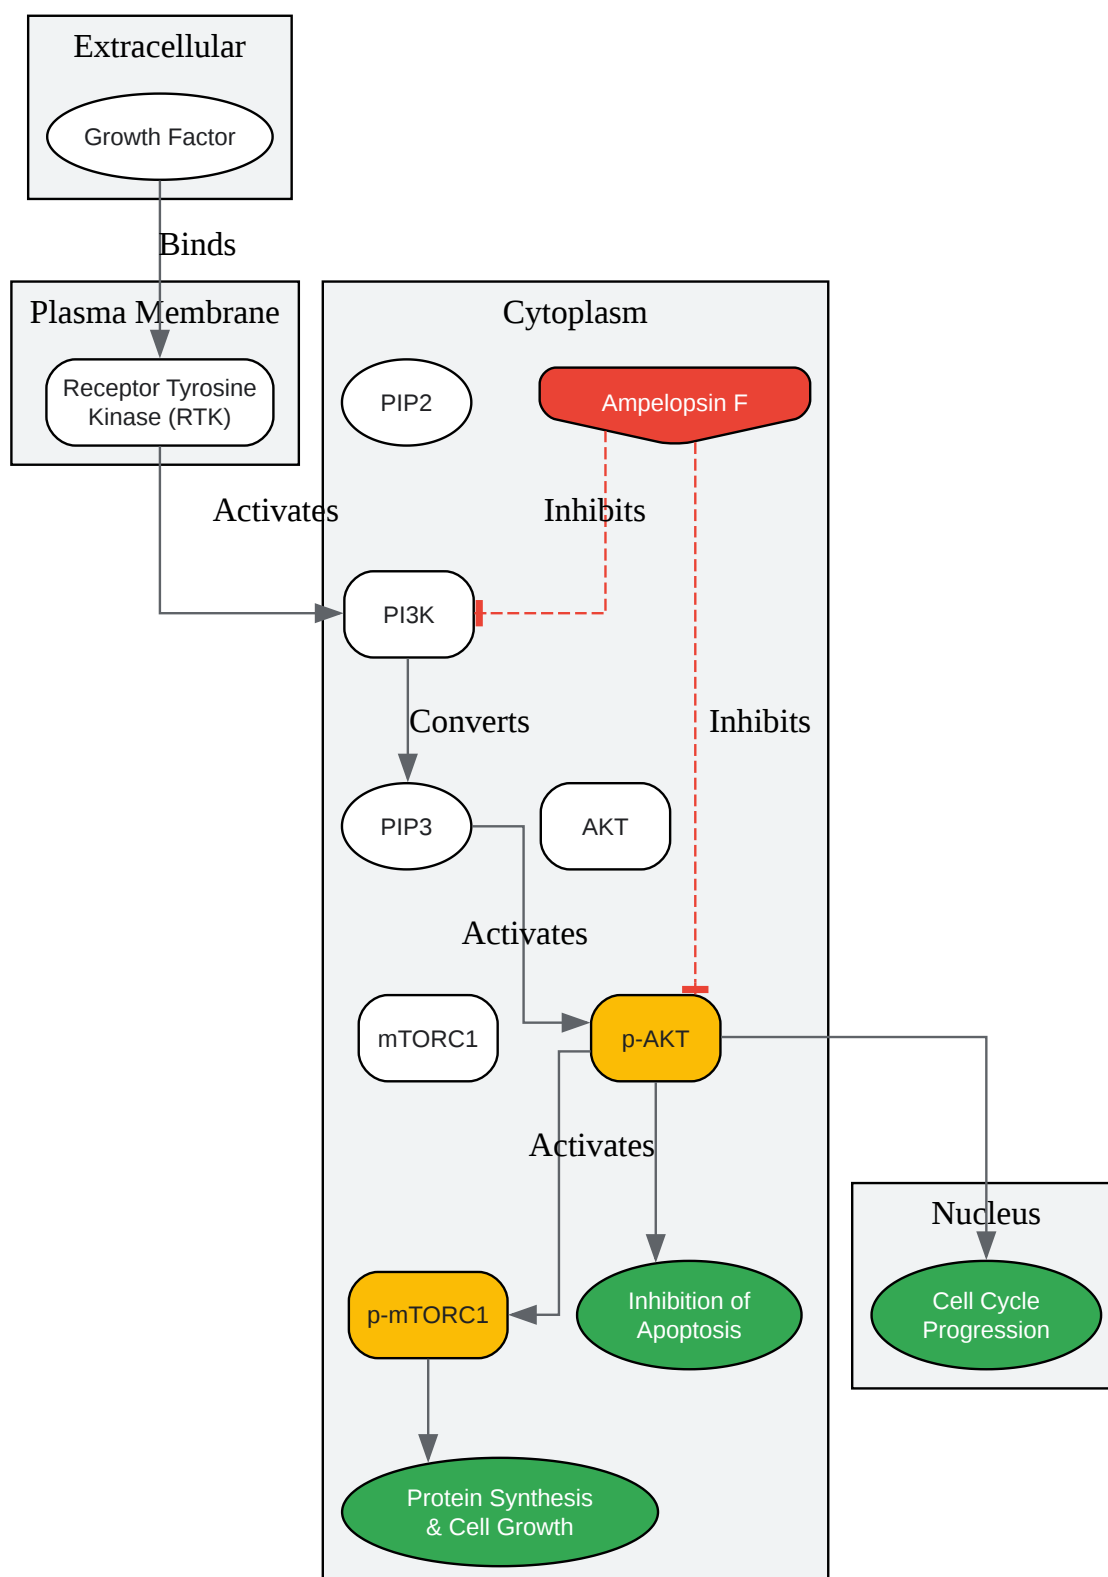 Extracellular
Growth Factor
Binds
Plasma Membrane
Cytoplasm
Receptor Tyrosine
Kinase (RTK)
PIP2
Ampelopsin F
Activates
Inhibits
PI3K
Converts
Inhibits
PIP3
AKT
Activates
mTORC1
p-AKT
Activates
Nucleus
p-mTORC1
Inhibition of
Apoptosis
Cell Cycle
Progression
Protein Synthesis
& Cell Growth